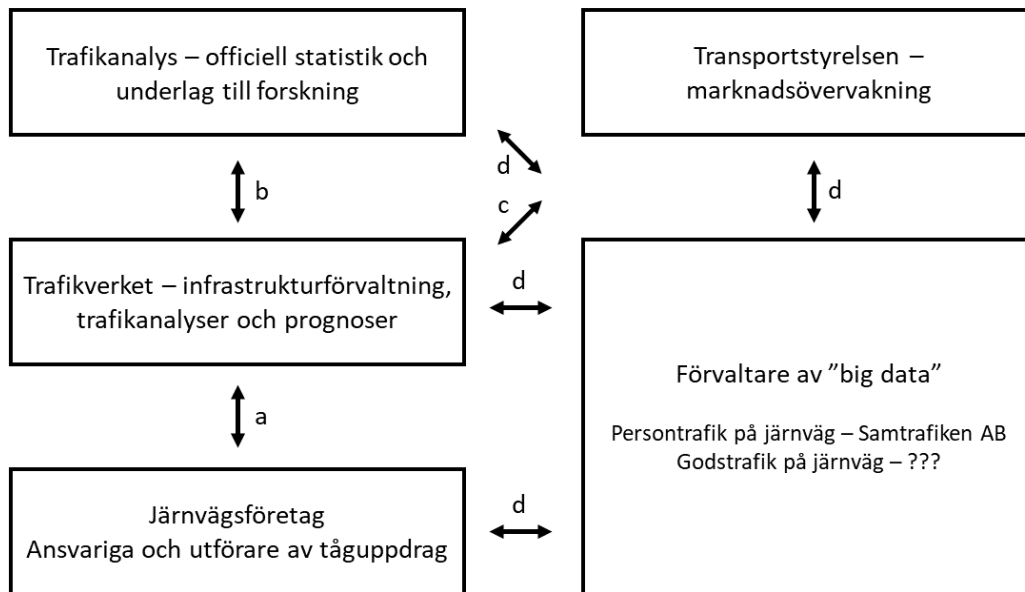 Trafikanalys – officiell statistik och
underlag till forskning
Transportstyrelsen –
marknadsövervakning
b
d
c
d
Trafikverket – infrastrukturförvaltning,
trafikanalyser och prognoser
d
Förvaltare av ”big data”
Persontrafik på järnväg – Samtrafiken AB
Godstrafik på järnväg – ???
a
Järnvägsföretag
Ansvariga och utförare av tåguppdrag
d